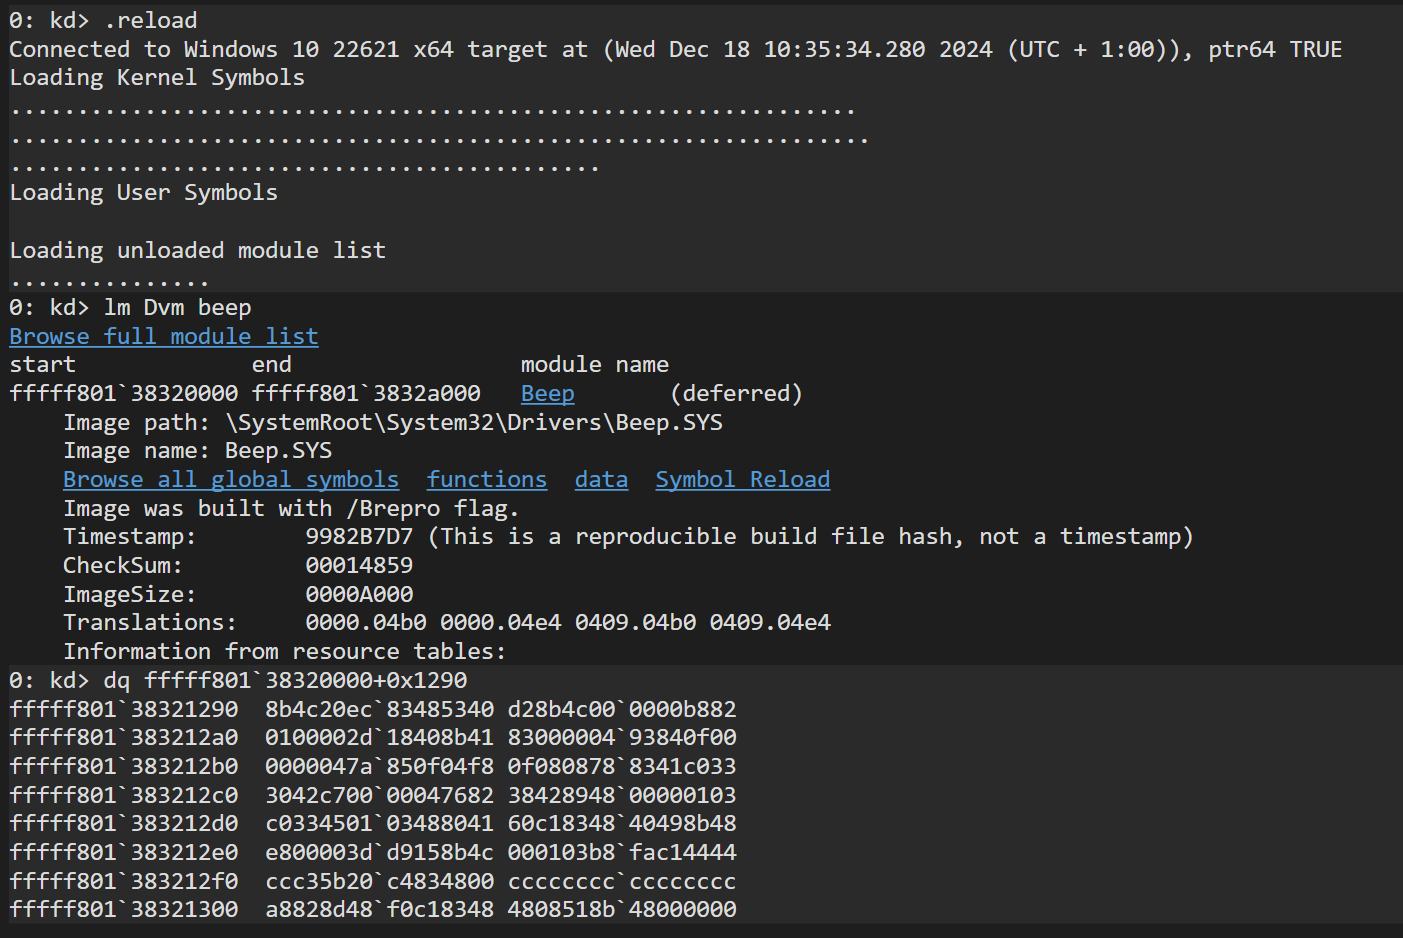 0: kd> .reload
Connected to Windows 10 22621 x64 target at (Wed Dec 18 10:35:34.280 2024 (UTC + 1:00)), ptr64 TRUE
Loading Kernel Symbols
...............................................................
................................................................
............................................
Loading User Symbols
Loading unloaded module list
...............
0: kd> lm Dvm beep
Browse full module list
start             end                 module name
fffff801`38320000 fffff801`3832a000   Beep       (deferred)
    Image path: \SystemRoot\System32\Drivers\Beep.SYS
    Image name: Beep.SYS
    Browse all global symbols  functions  data  Symbol Reload
    Image was built with /Brepro flag.
    Timestamp:        9982B7D7 (This is a reproducible build file hash, not a timestamp)
    CheckSum:         00014859
    ImageSize:        0000A000
    Translations:     0000.04b0 0000.04e4 0409.04b0 0409.04e4
    Information from resource tables:
0: kd> dq fffff801`38320000+0x1290
fffff801`38321290  8b4c20ec`83485340 d28b4c00`0000b882
fffff801`383212a0  0100002d`18408b41 83000004`93840f00
fffff801`383212b0  0000047a`850f04f8 0f080878`8341c033
fffff801`383212c0  3042c700`00047682 38428948`00000103
fffff801`383212d0  c0334501`03488041 60c18348`40498b48
fffff801`383212e0  e800003d`d9158b4c 000103b8`fac14444
fffff801`383212f0  ccc35b20`c4834800 cccccccc`cccccccc
fffff801`38321300  a8828d48`f0c18348 4808518b`48000000